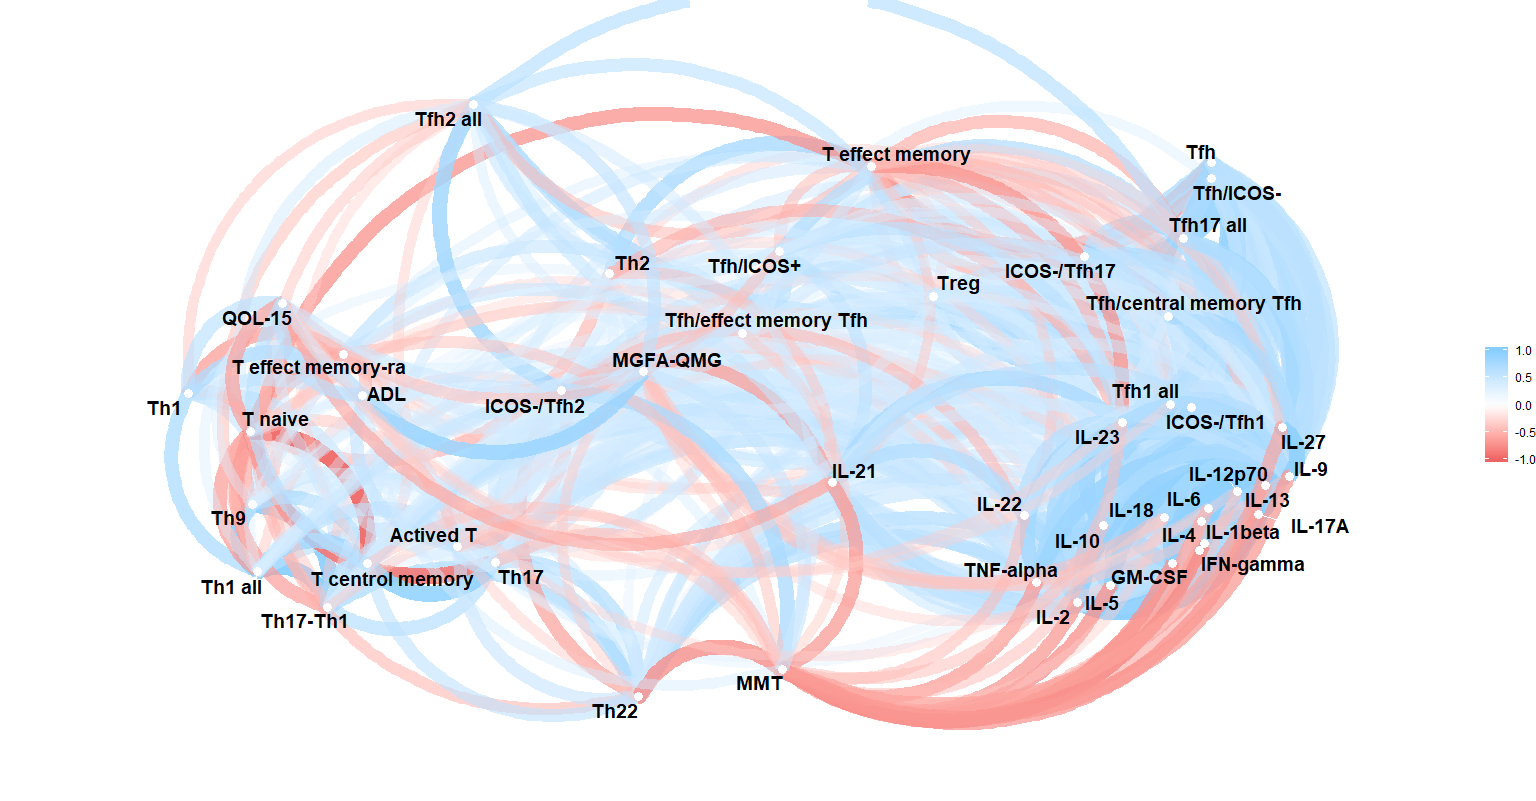 Tfh2 all
T effect memory
Tfh
Tfh/ICOS-
Tfh17 all
Th2
Tfh/ICOS+
ICOS-/Tfh17
Treg
Tfh/central memory Tfh
QOL-15
Tfh/effect memory Tfh
MGFA-QMG
T effect memory-ra
ADL
Th1
ICOS-/Tfh2
Tfh1 all
T naive
ICOS-/Tfh1
IL-23
IL-27
IL-21
IL-12p70
IL-9
IL-22
IL-18
IL-6
IL-13
Th9
IL-17A
Actived T
IL-10
IL-4
IL-1beta
TNF-alpha
GM-CSF
IFN-gamma
Th1 all
T centrol memory
Th17
IL-2
IL-5
Th17-Th1
MMT
Th22
1.0
0.5
0.0
-0.5
-1.0